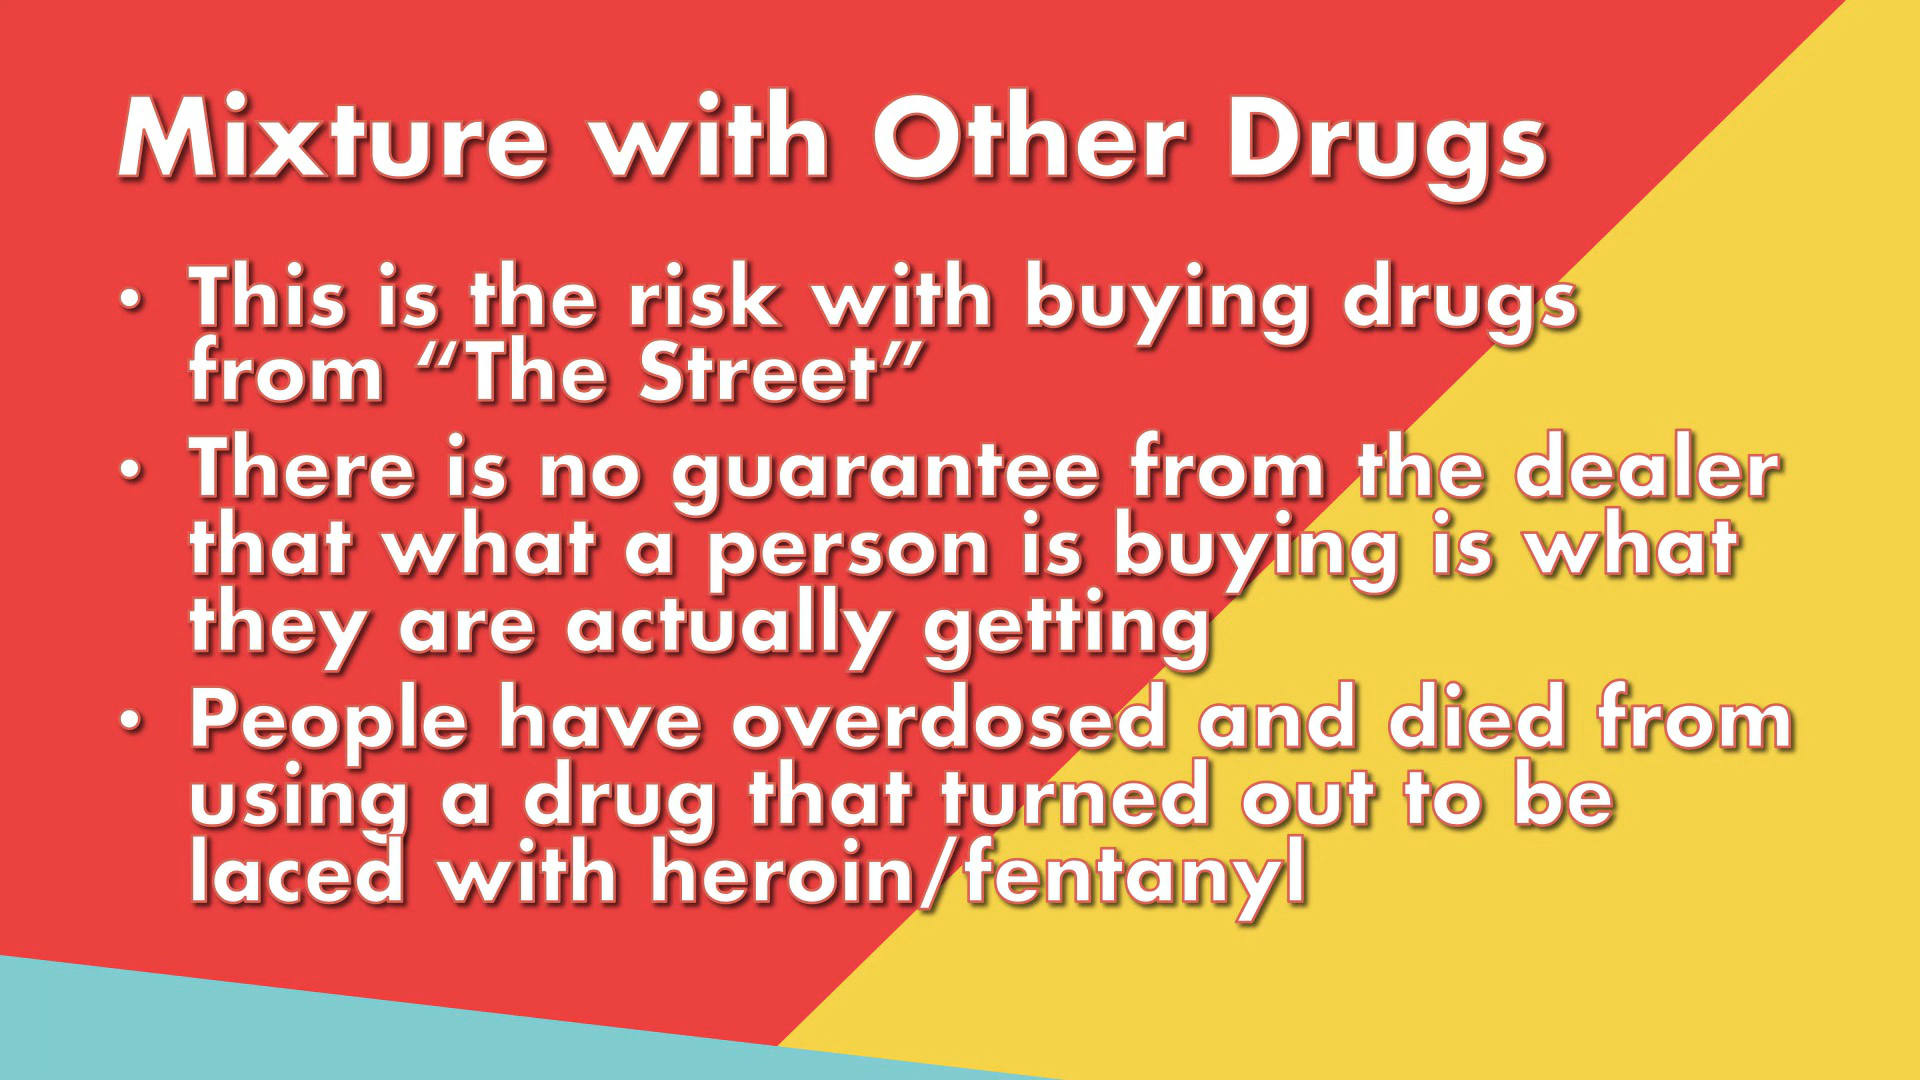 Mixture with Other Drugs
• This is the risk with buying drugs
from “The Street”
• There is no guarantee from the dealer
that what a person is buying is what
they are actually getting
• People have overdosed and died from
using a drug that turned out to be
laced with heroin/fentanyl